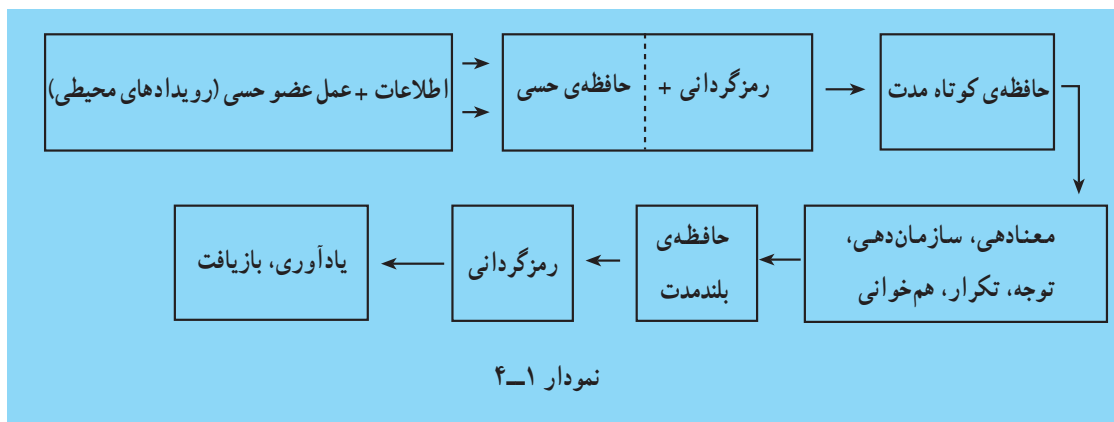 اطلاعات + عمل عضو حسی (رویدادهای محیطی)
حافظه‌ی حسی + رمزگردانی
حافظه‌ی کوتاه مدت
معنادهی، سازمان‌دهی،
توجه، تکرار، هم‌خوانی
حافظه‌ی
بلندمدت
رمزگردانی
یادآوری، بازیافت
نمودار ۱ــ۴